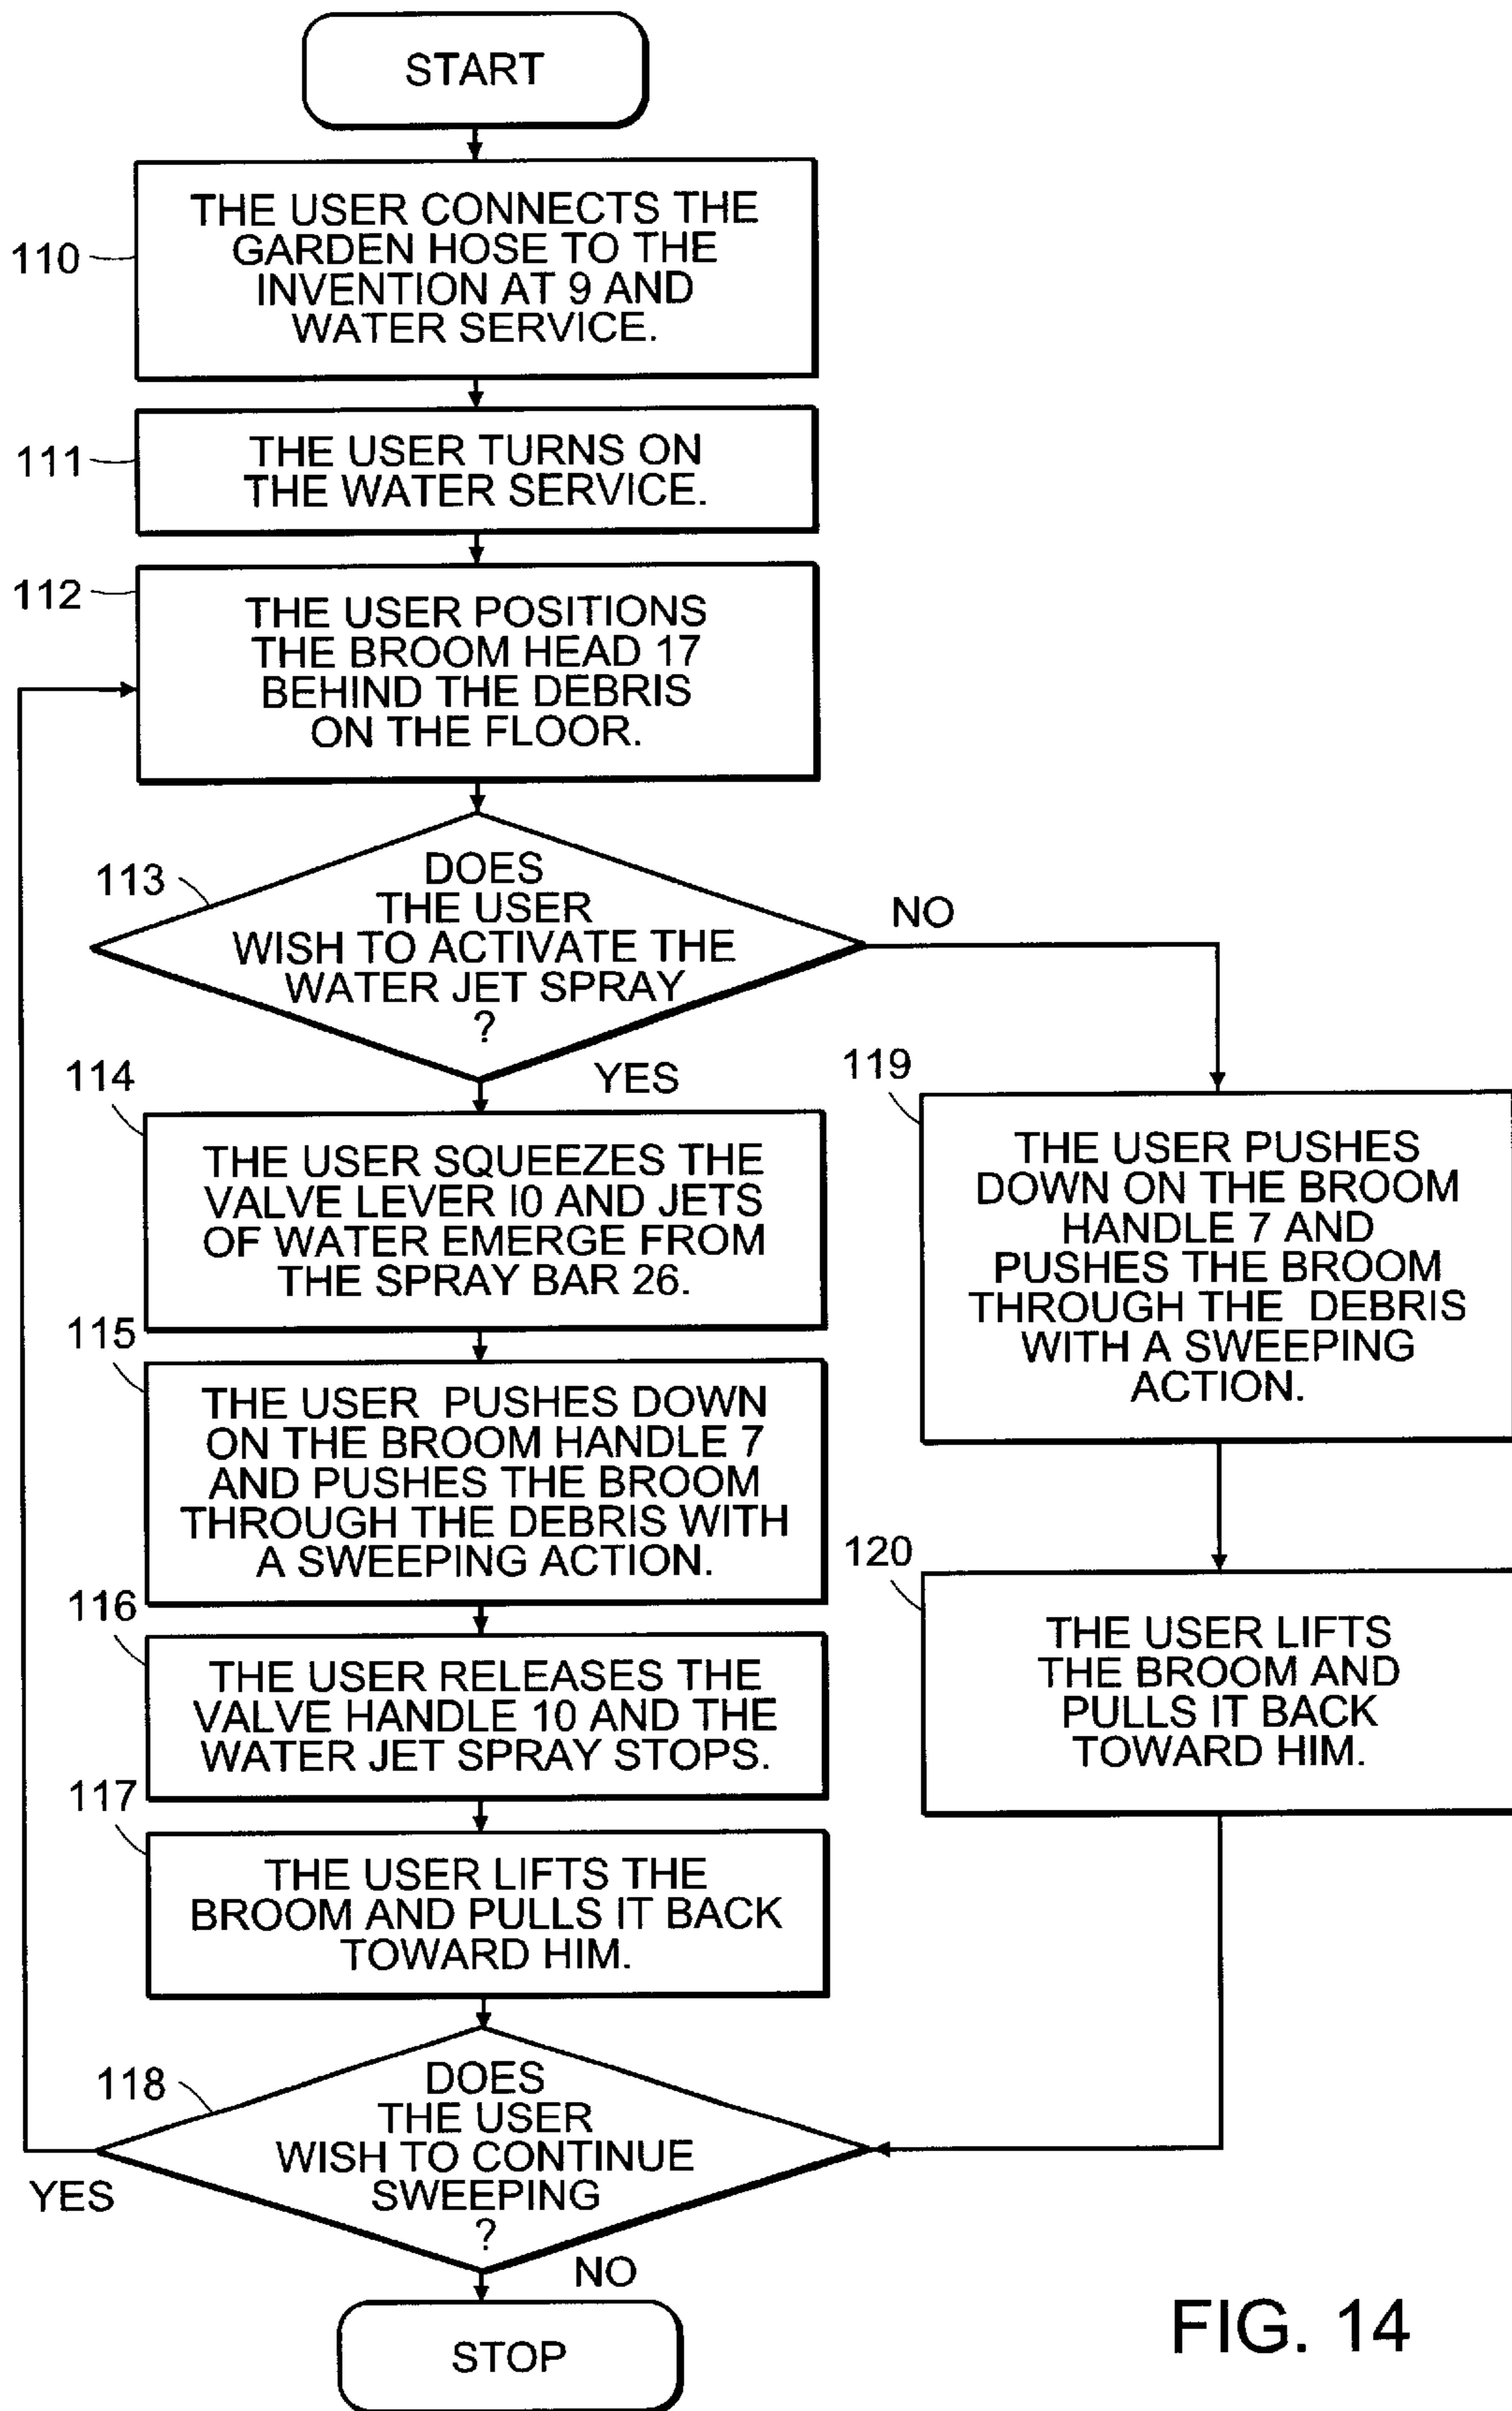 START
110
THE USER CONNECTS THE
GARDEN HOSE TO THE
INVENTION AT 9 AND
WATER SERVICE.
111
THE USER TURNS ON
THE WATER SERVICE.
112
THE USER POSITIONS
THE BROOM HEAD 17
BEHIND THE DEBRIS
ON THE FLOOR.
113
DOES
THE USER
WISH TO ACTIVATE THE
WATER JET SPRAY
?
NO
YES
114
THE USER SQUEEZES THE
VALVE LEVER I0 AND JETS
OF WATER EMERGE FROM
THE SPRAY BAR 26.
115
THE USER PUSHES DOWN
ON THE BROOM HANDLE 7
AND PUSHES THE BROOM
THROUGH THE DEBRIS WITH
A SWEEPING ACTION.
116
THE USER RELEASES THE
VALVE HANDLE 10 AND THE
WATER JET SPRAY STOPS.
117
THE USER LIFTS THE
BROOM AND PULLS IT BACK
TOWARD HIM.
119
THE USER PUSHES
DOWN ON THE BROOM
HANDLE 7 AND
PUSHES THE BROOM
THROUGH THE DEBRIS
WITH A SWEEPING
ACTION.
120
THE USER LIFTS
THE BROOM AND
PULLS IT BACK
TOWARD HIM.
118
DOES
THE USER
WISH TO CONTINUE
SWEEPING
?
YES
NO
STOP
FIG. 14